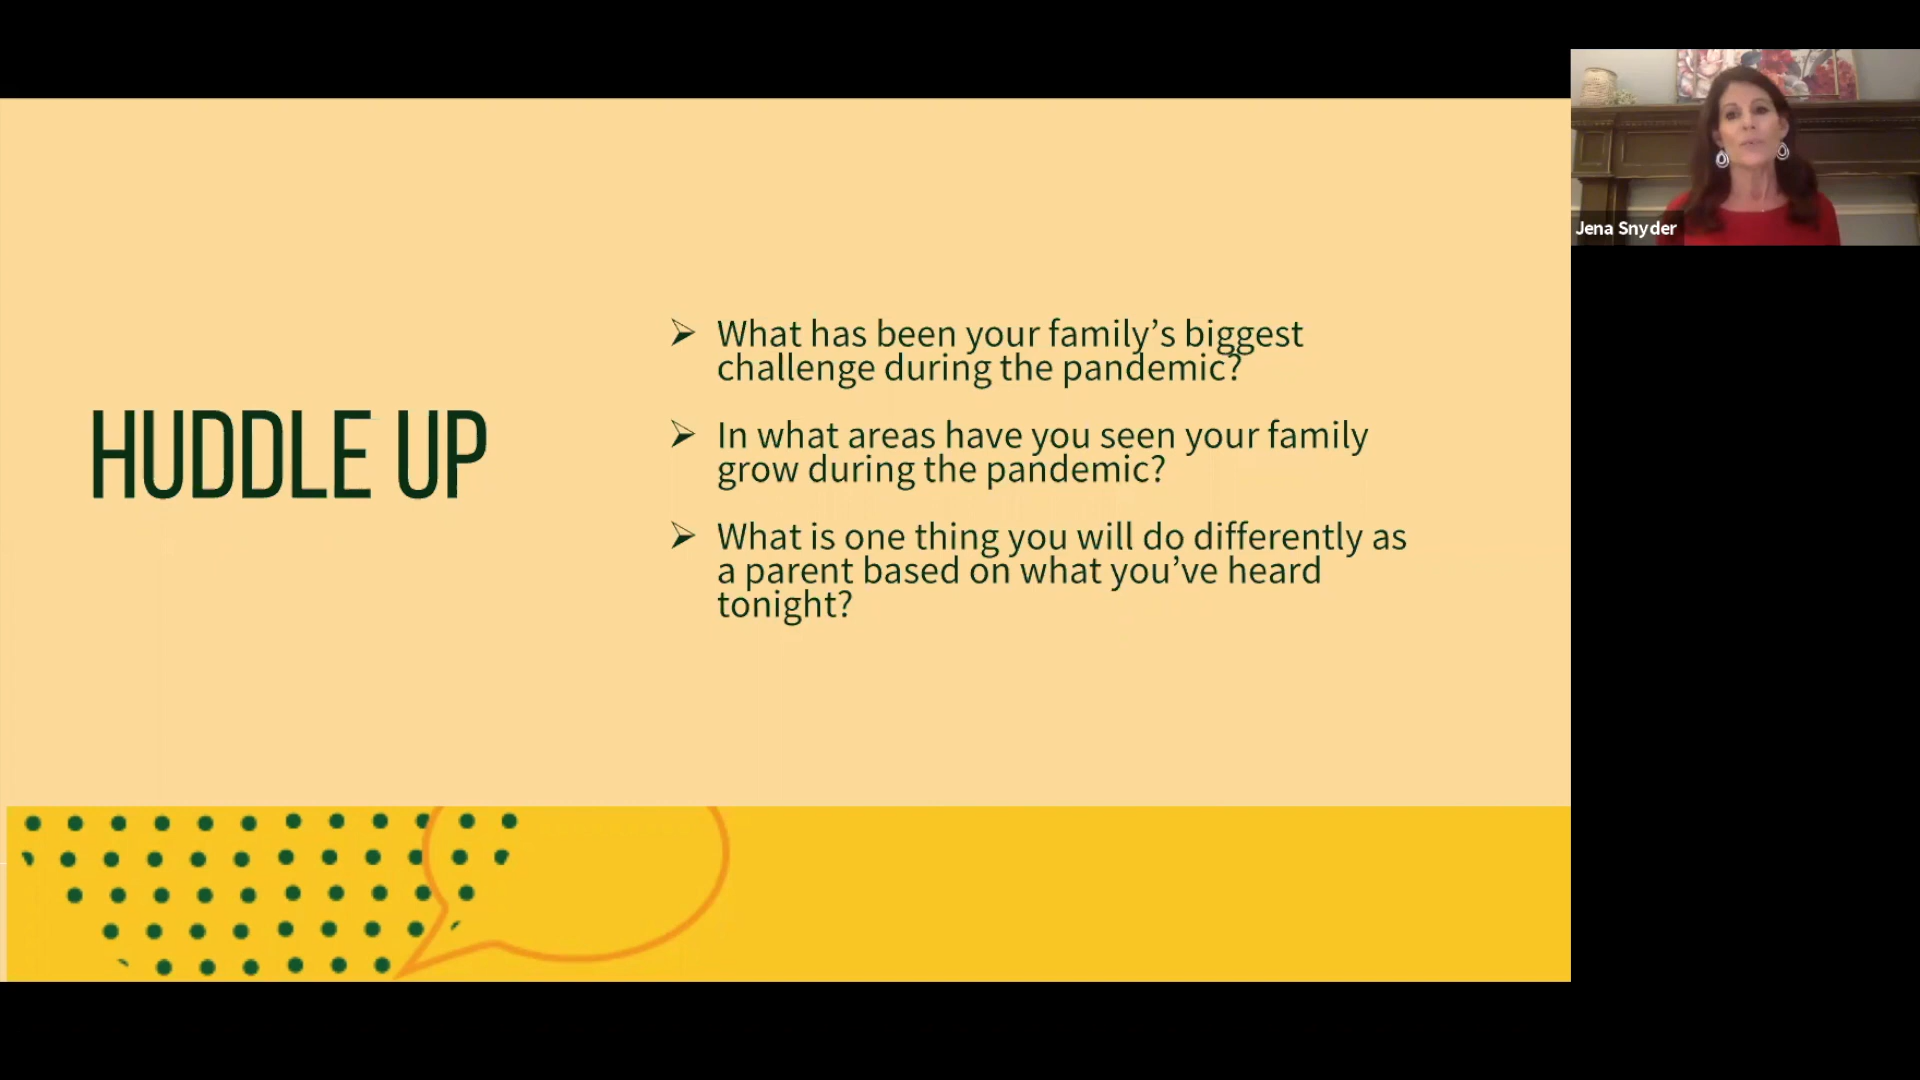 HUDDLE UP
➢ What has been your family’s biggest
challenge during the pandemic?
➢ In what areas have you seen your family
grow during the pandemic?
➢ What is one thing you will do differently as
a parent based on what you’ve heard
tonight?
Jena Snyder